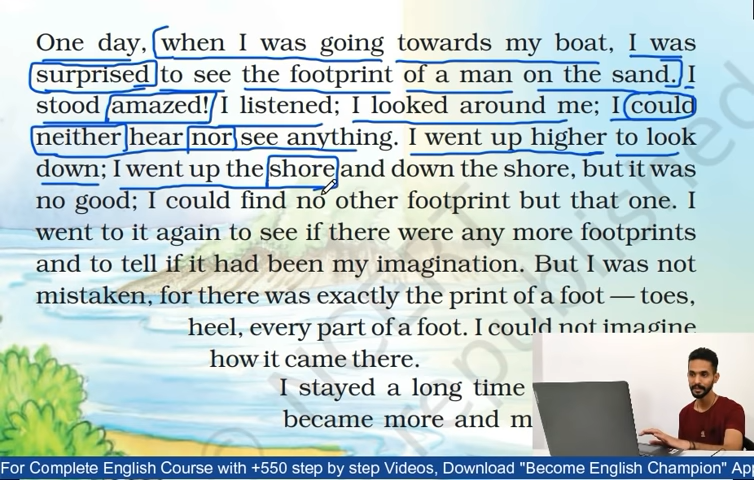 One day, when I was going towards my boat, I was
surprised to see the footprint of a man on the sand. I
stood amazed! I listened; I looked around me; I could
neither hear nor see anything. I went up higher to look
down; I went up the shore and down the shore, but it was
no good; I could find no other footprint but that one. I
went to it again to see if there were any more footprints
and to tell if it had been my imagination. But I was not
mistaken, for there was exactly the print of a foot — toes,
heel, every part of a foot. I could not imagine
how it came there.
I stayed a long time
became more and m
For Complete English Course with +550 step by step Videos, Download "Become English Champion" Ap
republished